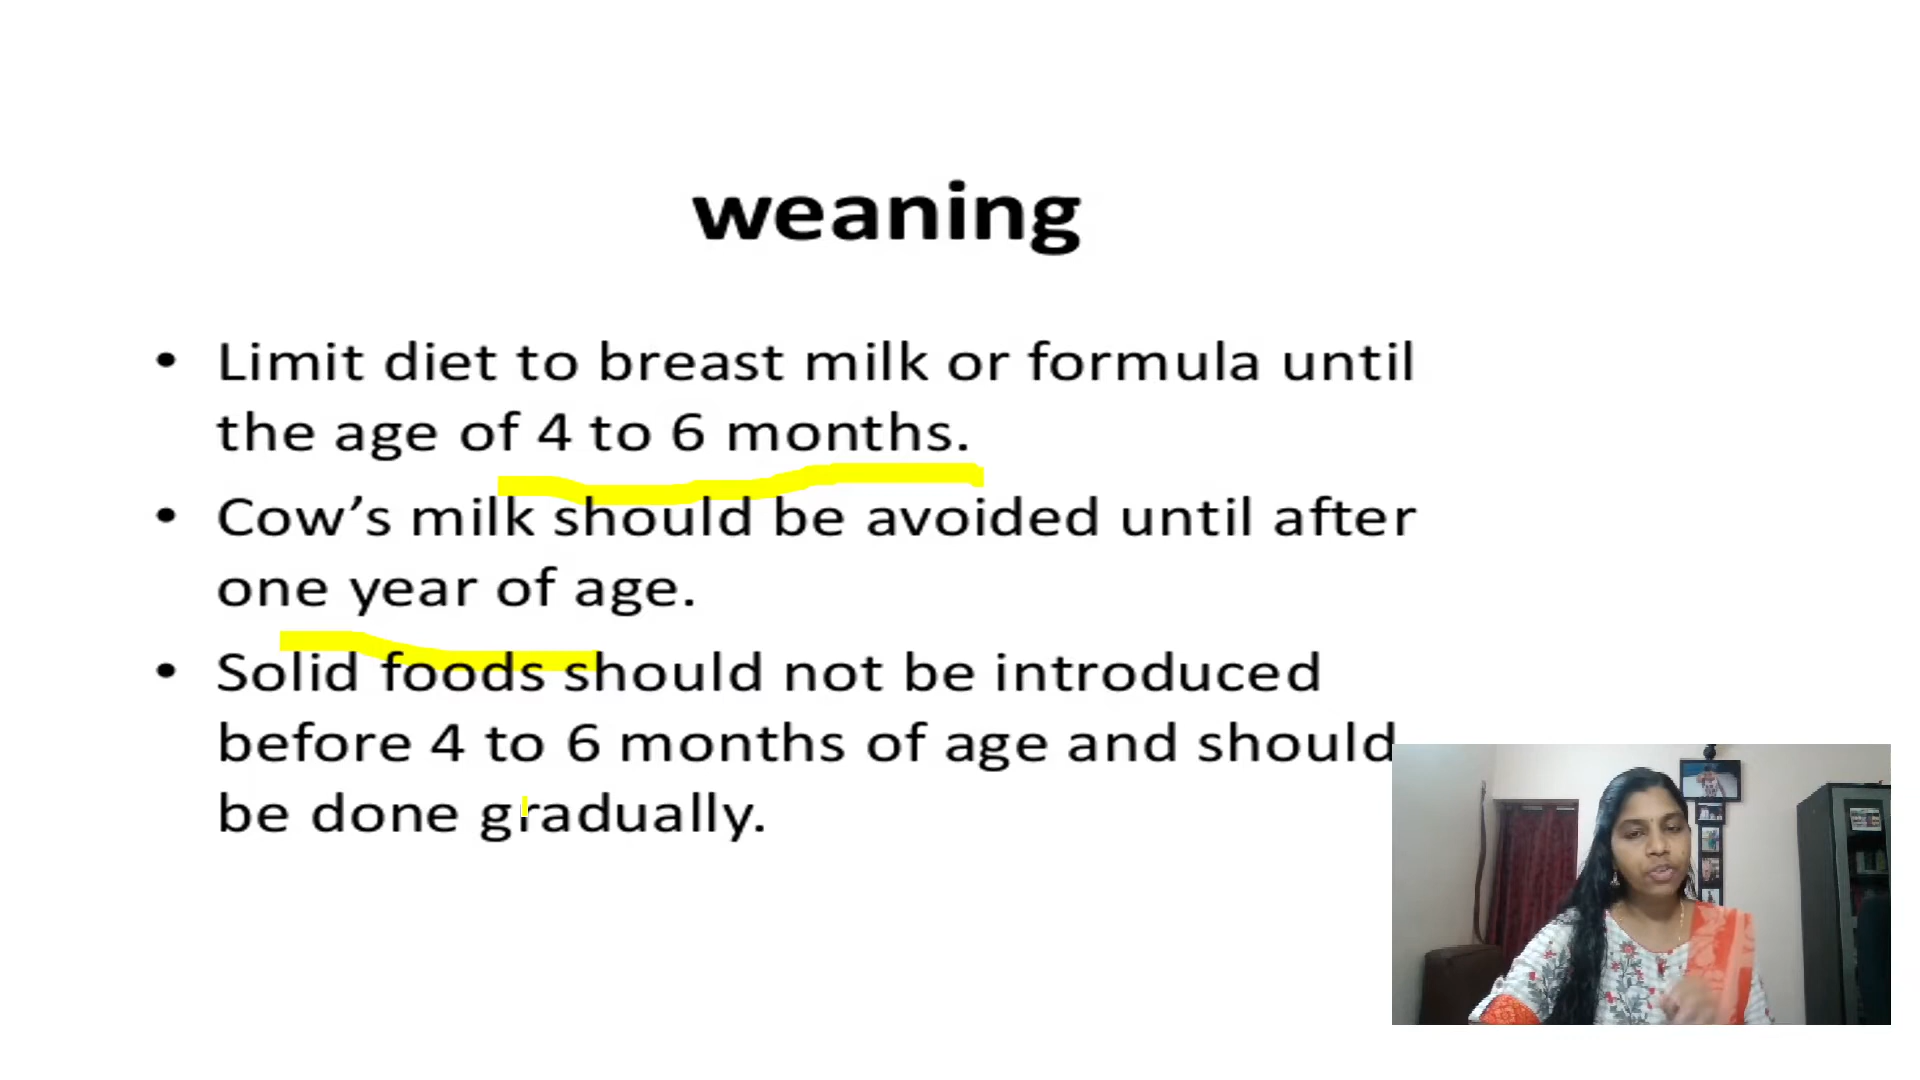 weaning
• Limit diet to breast milk or formula until
the age of 4 to 6 months.
• Cow’s milk should be avoided until after
one year of age.
• Solid foods should not be introduced
before 4 to 6 months of age and should
be done gradually.